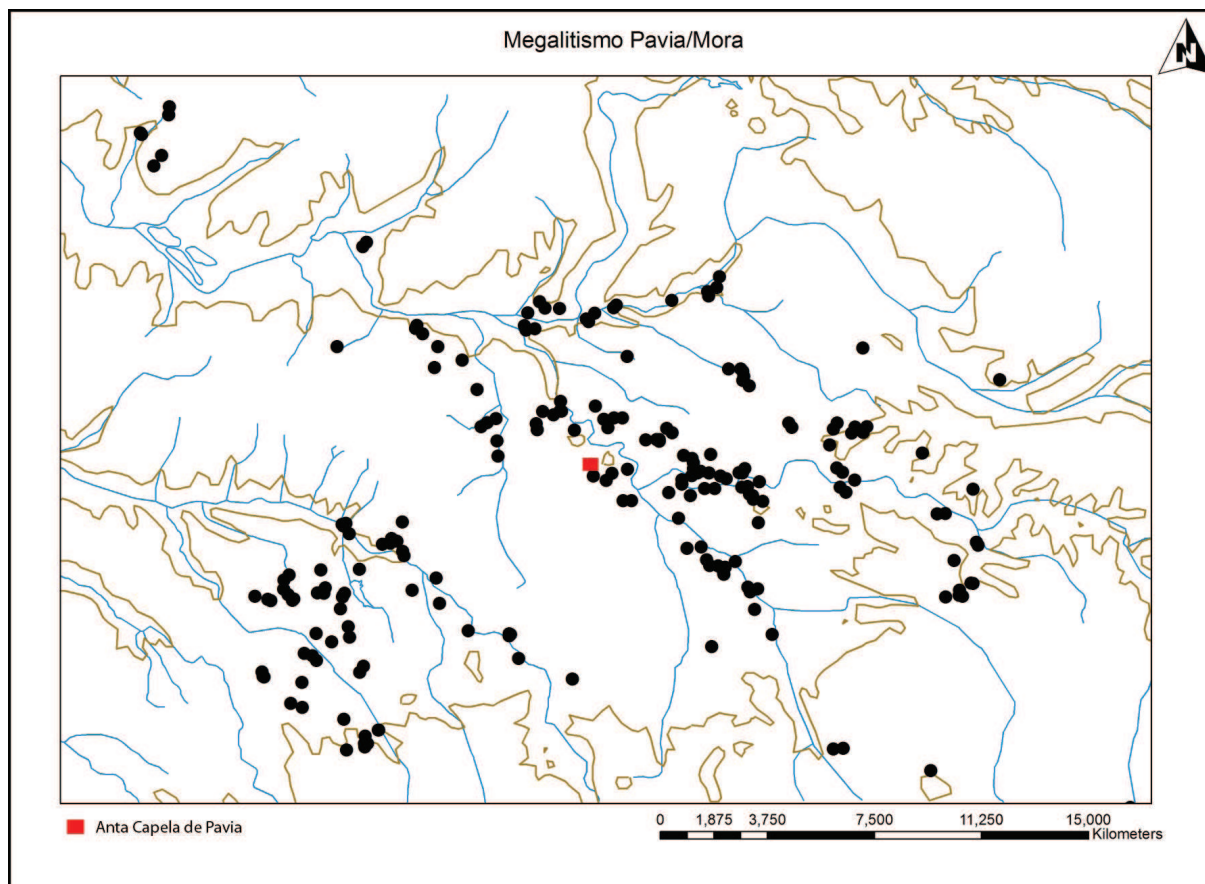 Megalitismo Pavia/Mora
N
Anta Capela de Pavia
0 1,875 3,750 7,500 11,250 15,000
Kilometers